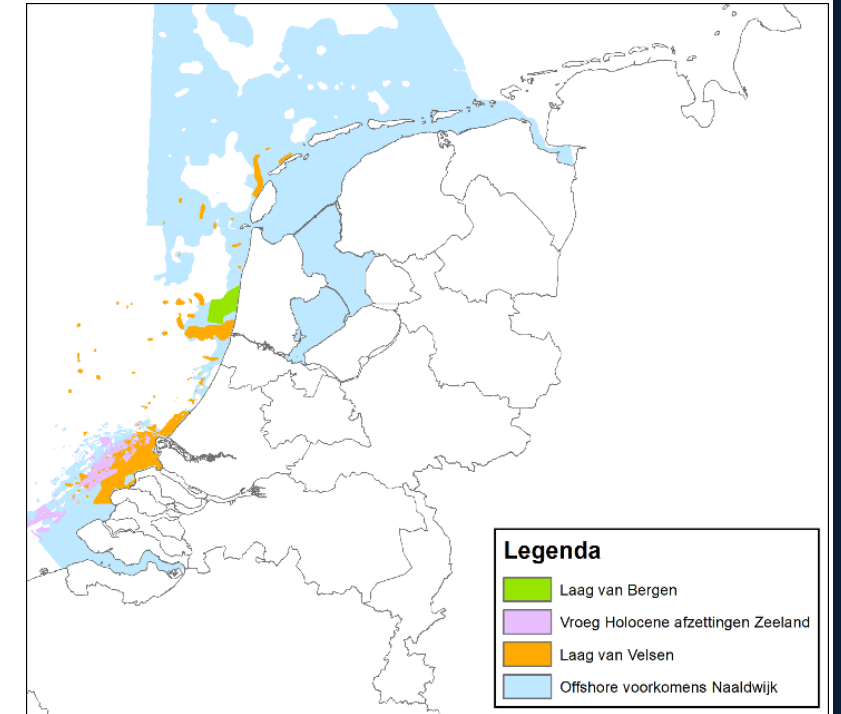 Legenda
Laag van Bergen
Vroeg Holocene afzettingen Zeeland
Laag van Velsen
Offshore voorkomens Naaldwijk